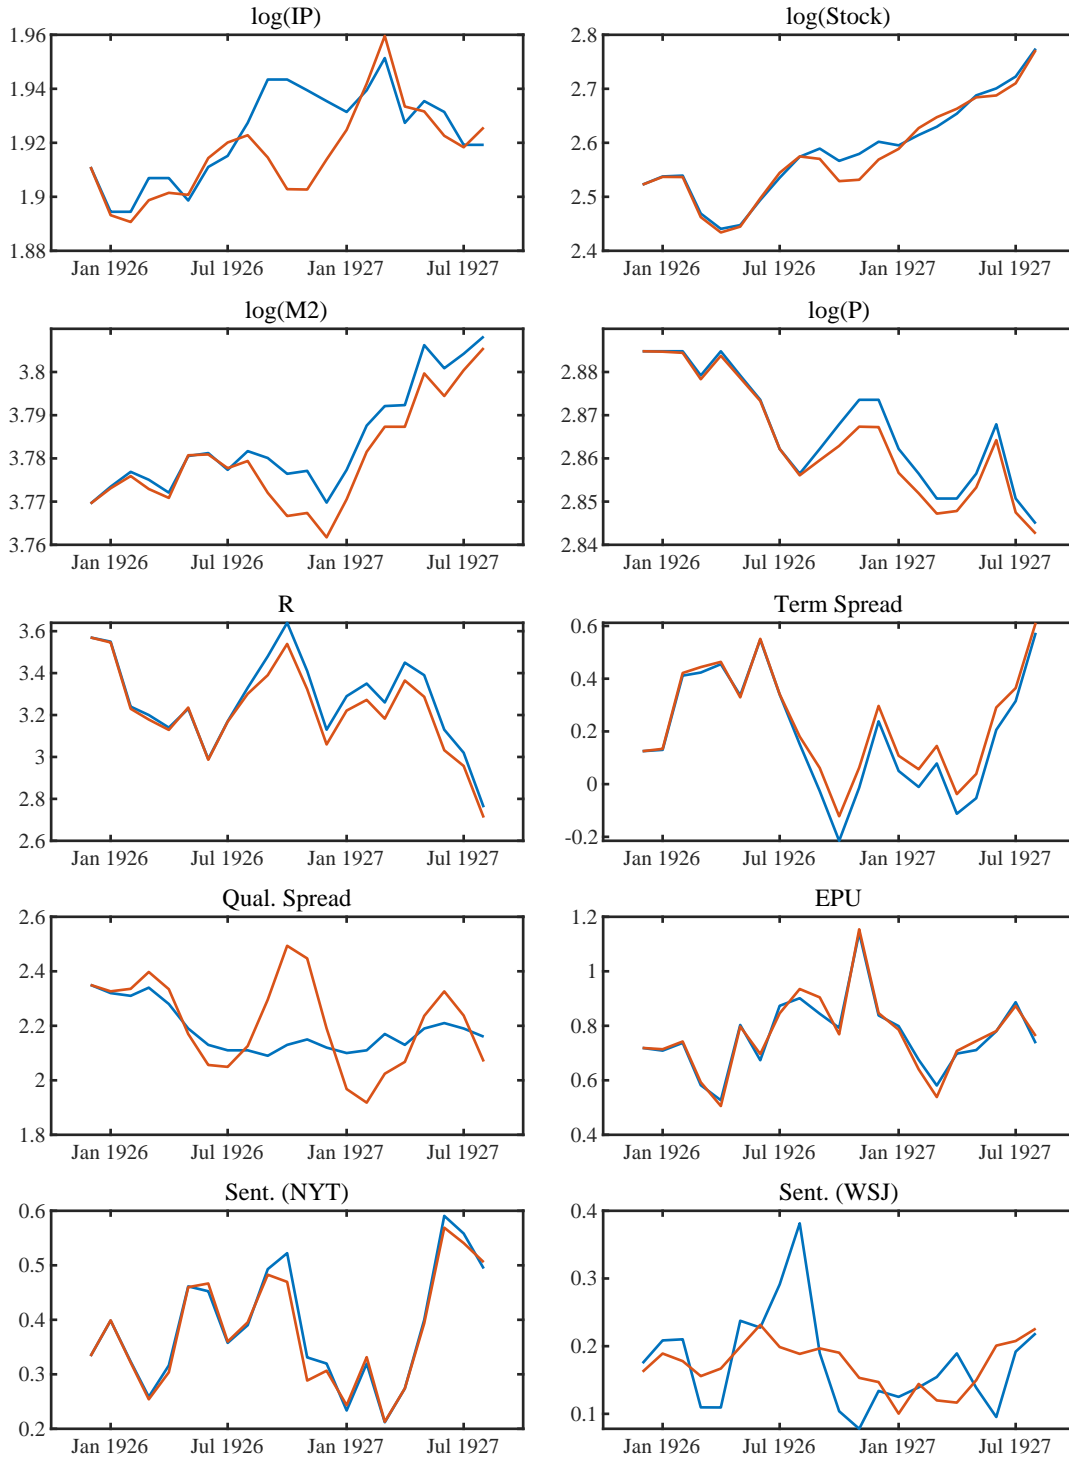 log(IP)
1.96
1.94
1.92
1.9
1.88
Jan 1926 Jul 1926 Jan 1927 Jul 1927
log(Stock)
2.8
2.7
2.6
2.5
2.4
Jan 1926 Jul 1926 Jan 1927 Jul 1927
log(M2)
3.8
3.79
3.78
3.77
3.76
Jan 1926 Jul 1926 Jan 1927 Jul 1927
log(P)
2.88
2.87
2.86
2.85
2.84
Jan 1926 Jul 1926 Jan 1927 Jul 1927
R
3.6
3.4
3.2
3
2.8
2.6
Jan 1926 Jul 1926 Jan 1927 Jul 1927
Term Spread
0.6
0.4
0.2
0
-0.2
Jan 1926 Jul 1926 Jan 1927 Jul 1927
Qual. Spread
2.6
2.4
2.2
2
1.8
Jan 1926 Jul 1926 Jan 1927 Jul 1927
EPU
1.2
1
0.8
0.6
0.4
Jan 1926 Jul 1926 Jan 1927 Jul 1927
Sent. (NYT)
0.6
0.5
0.4
0.3
0.2
Jan 1926 Jul 1926 Jan 1927 Jul 1927
Sent. (WSJ)
0.4
0.3
0.2
0.1
Jan 1926 Jul 1926 Jan 1927 Jul 1927